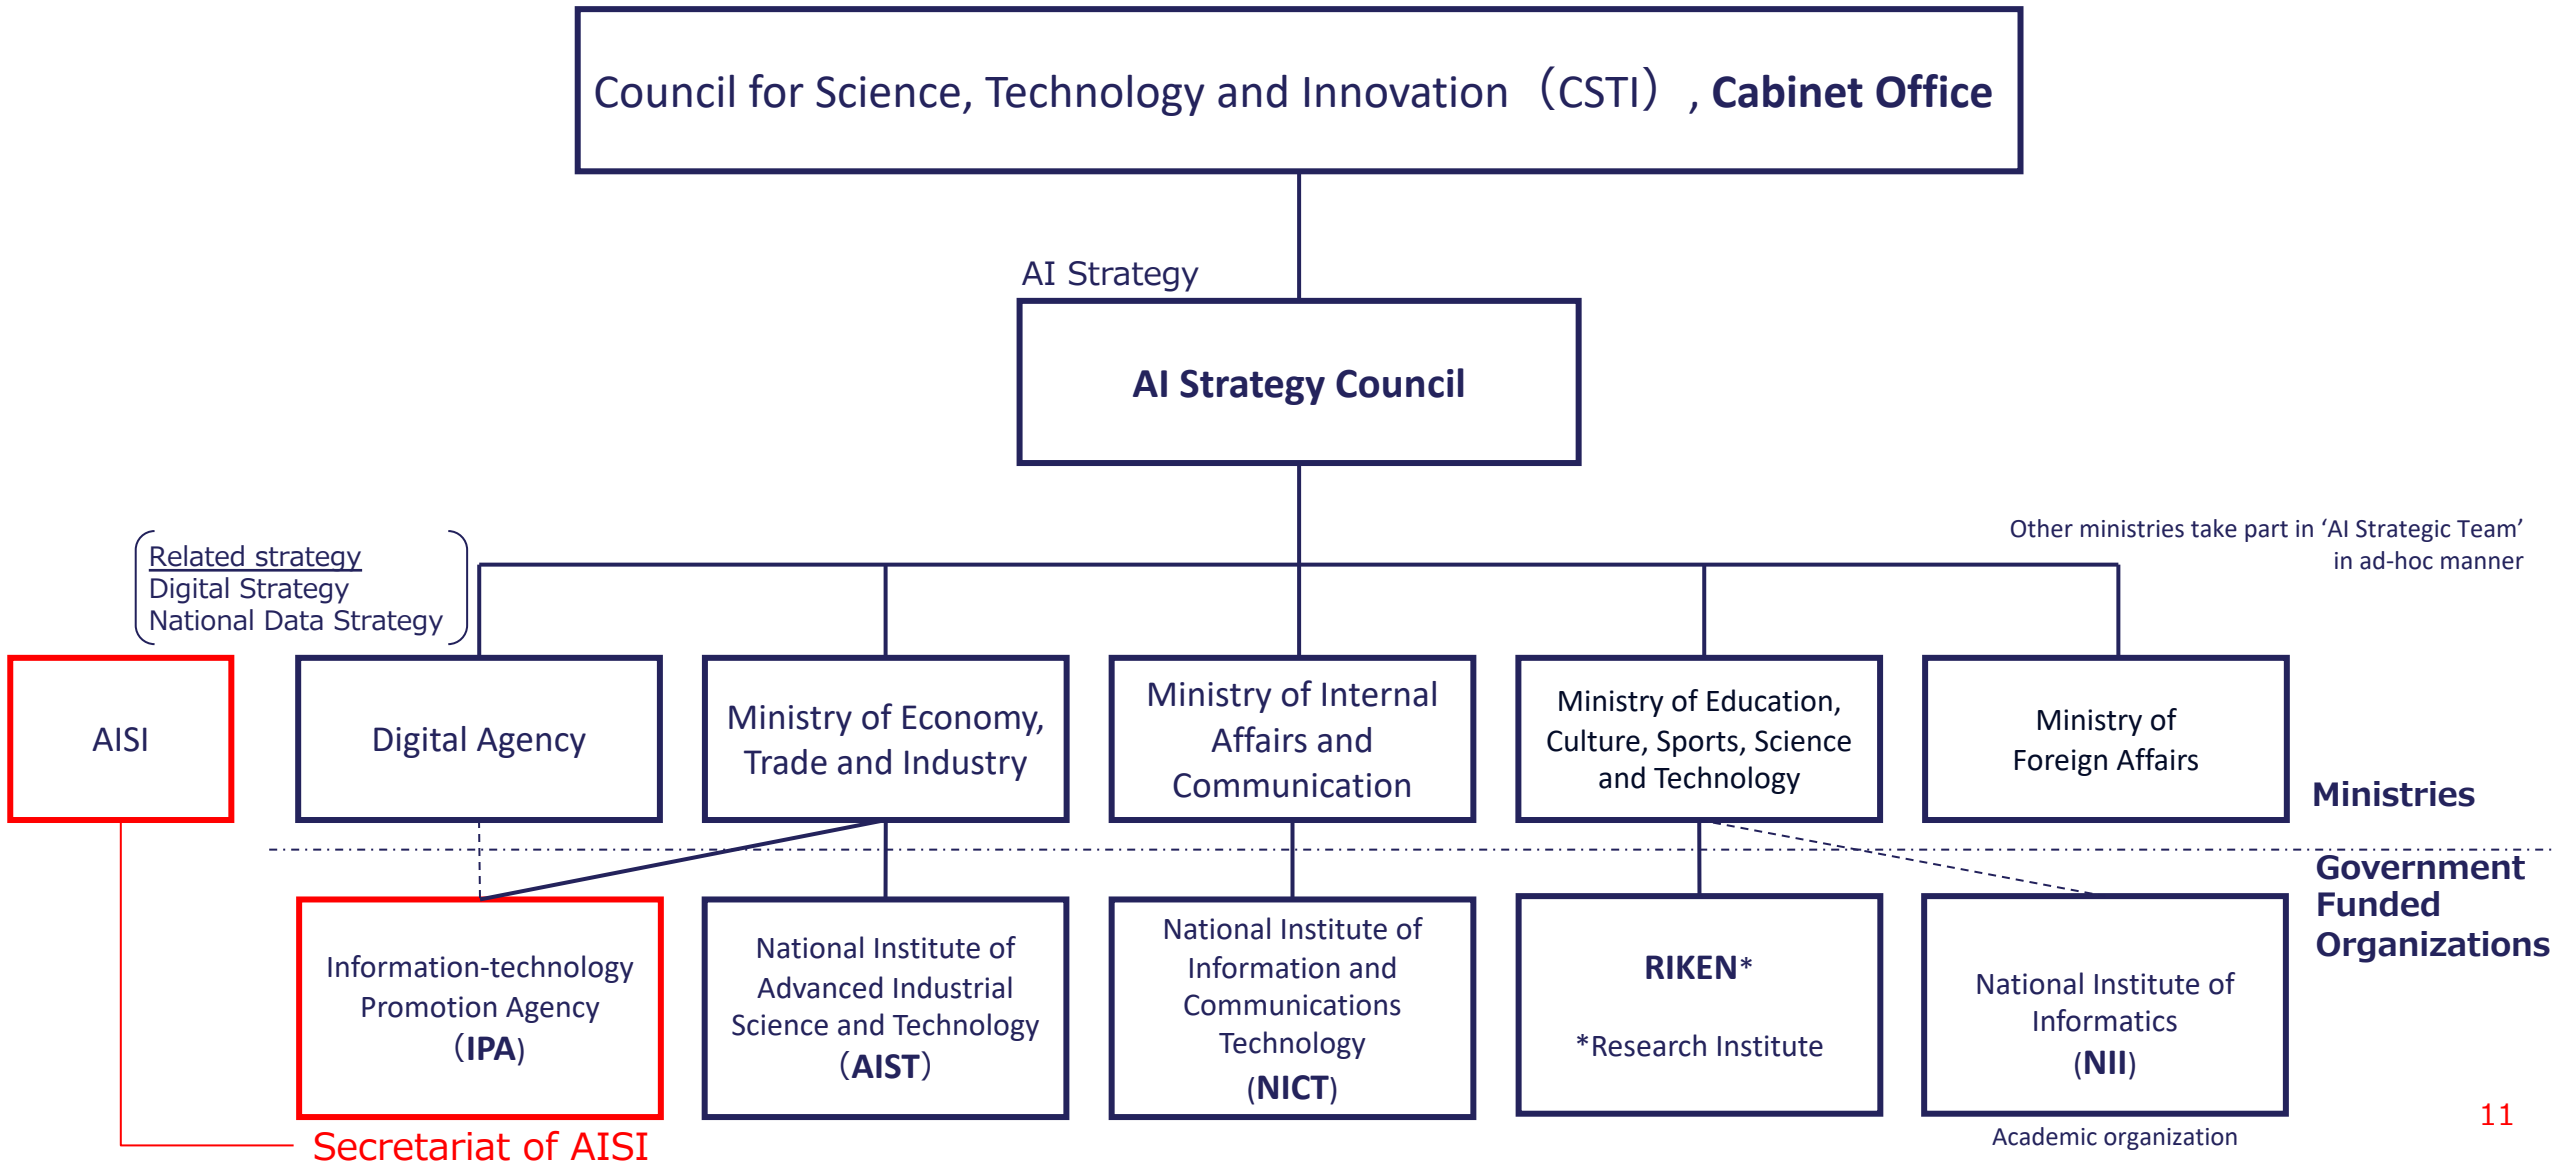 Council for Science, Technology and Innovation（CSTI）, Cabinet Office
AI Strategy
AI Strategy Council
Other ministries take part in ‘AI Strategic Team’
in ad-hoc manner
Related strategy
Digital Strategy
National Data Strategy
AISI
Digital Agency
Ministry of Economy,
Trade and Industry
Ministry of Internal
Affairs and
Communication
Ministry of Education,
Culture, Sports, Science
and Technology
Ministry of
Foreign Affairs
Ministries
Government
Funded
Organizations
Information-technology
Promotion Agency
（IPA）
National Institute of
Advanced Industrial
Science and Technology
（AIST）
National Institute of
Information and
Communications
Technology
(NICT)
RIKEN*
*Research Institute
National Institute of
Informatics
(NII)
Academic organization
Secretariat of AISI
11